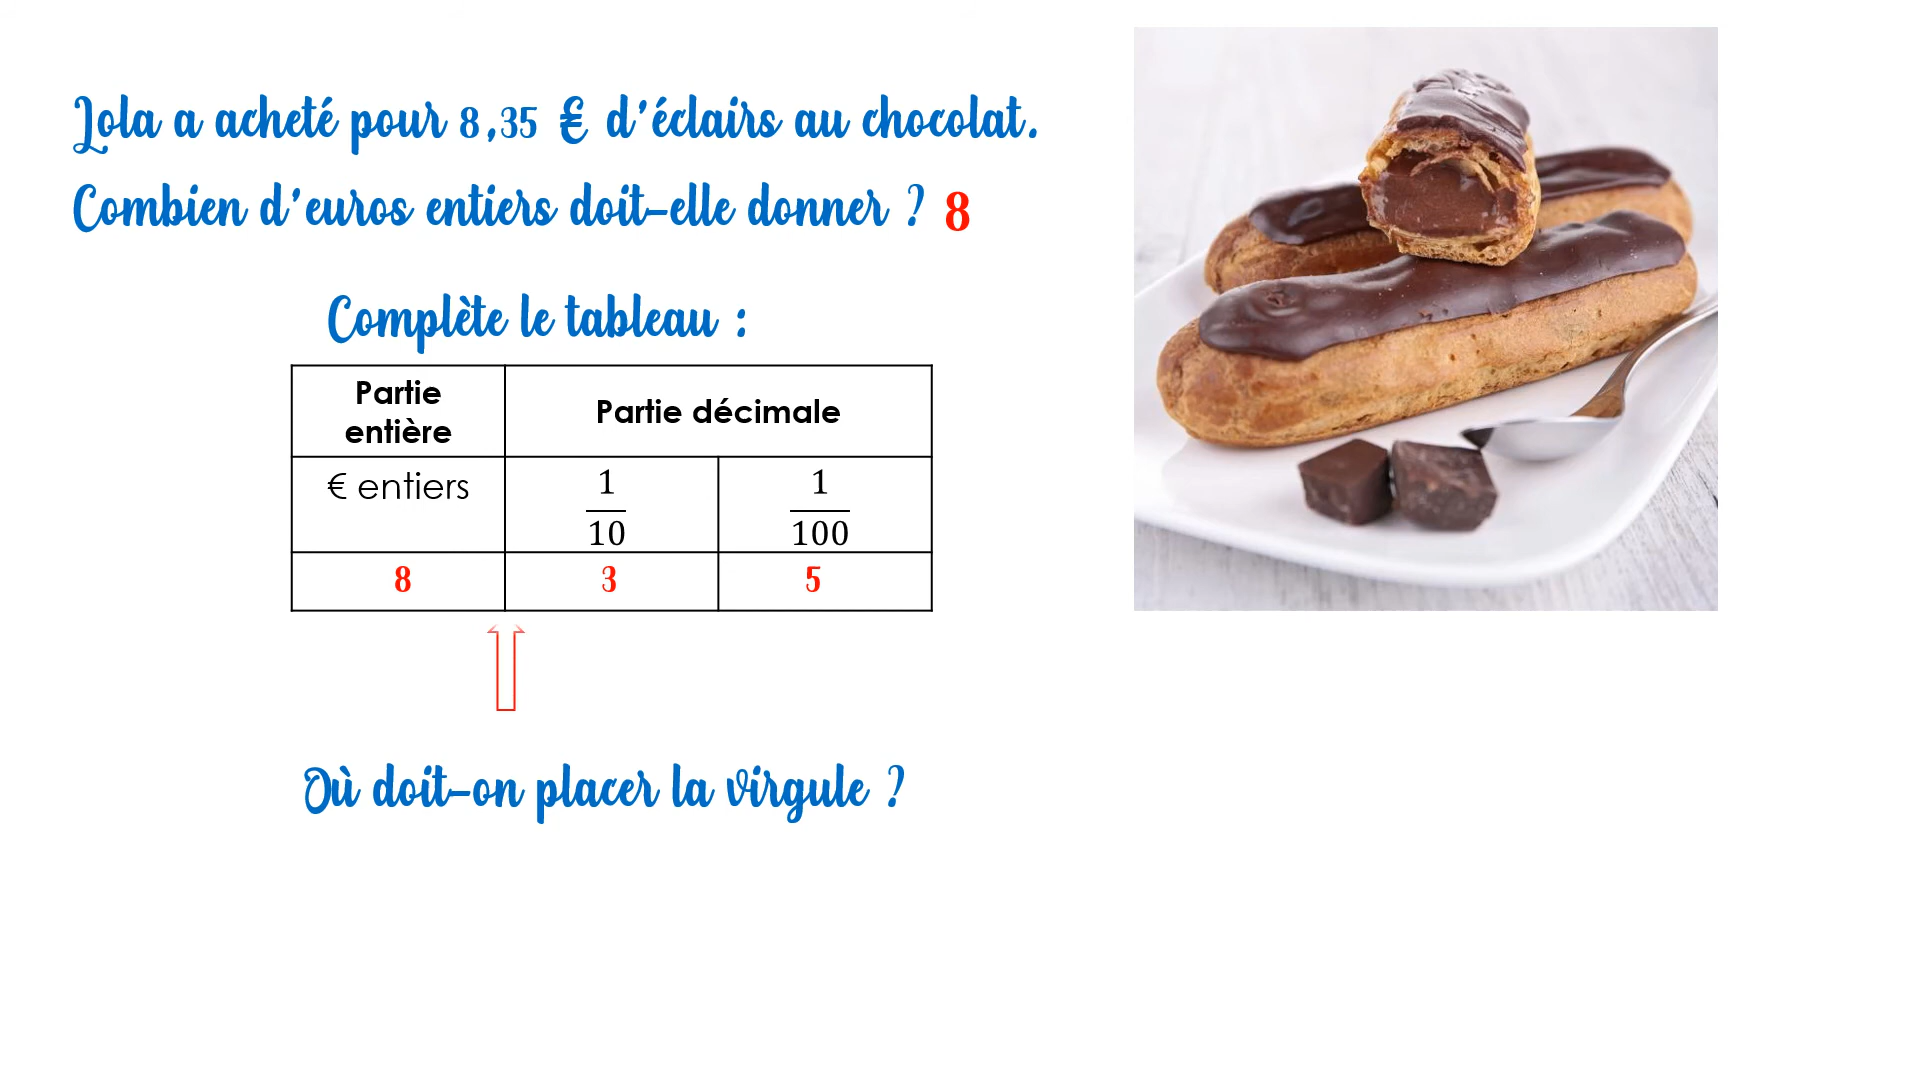 Lola a acheté pour 8,35 € d'éclairs au chocolat.
Combien d'euros entiers doit-elle donner ? 8
Complète le tableau :
Partie entière
Partie décimale
€ entiers
1/10
1/100
8 3 5
Où doit-on placer la virgule ?